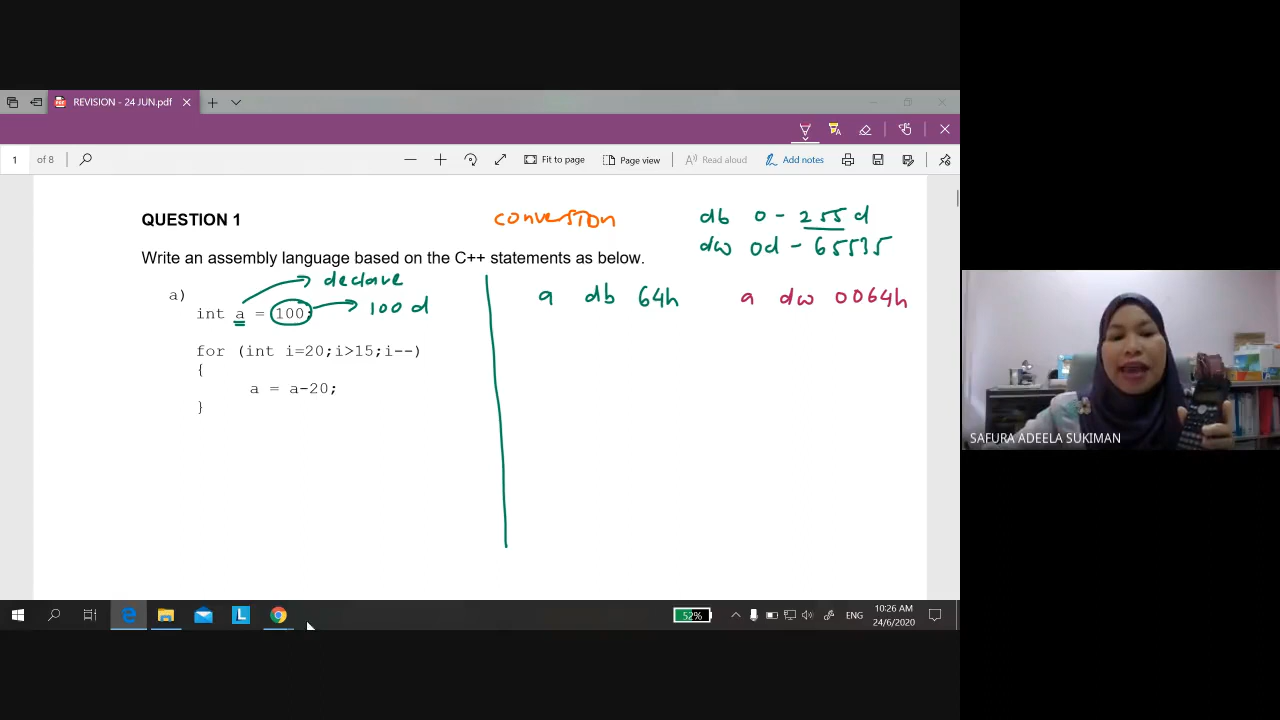 REVISION - 24 JUN.pdf
1 of 8
Fit to page
Page view
Read aloud
Add notes
QUESTION 1
conversion
db 0 - 255 d
dw 0d - 65535
Write an assembly language based on the C++ statements as below.
declare
a)
int a = 100;
100 d
a db 64h
a dw 0064h
for (int i=20;i>15;i--)
{
a = a-20;
}
SAFURA ADEELA SUKIMAN
L
52%
ENG
10:26 AM
24/6/2020